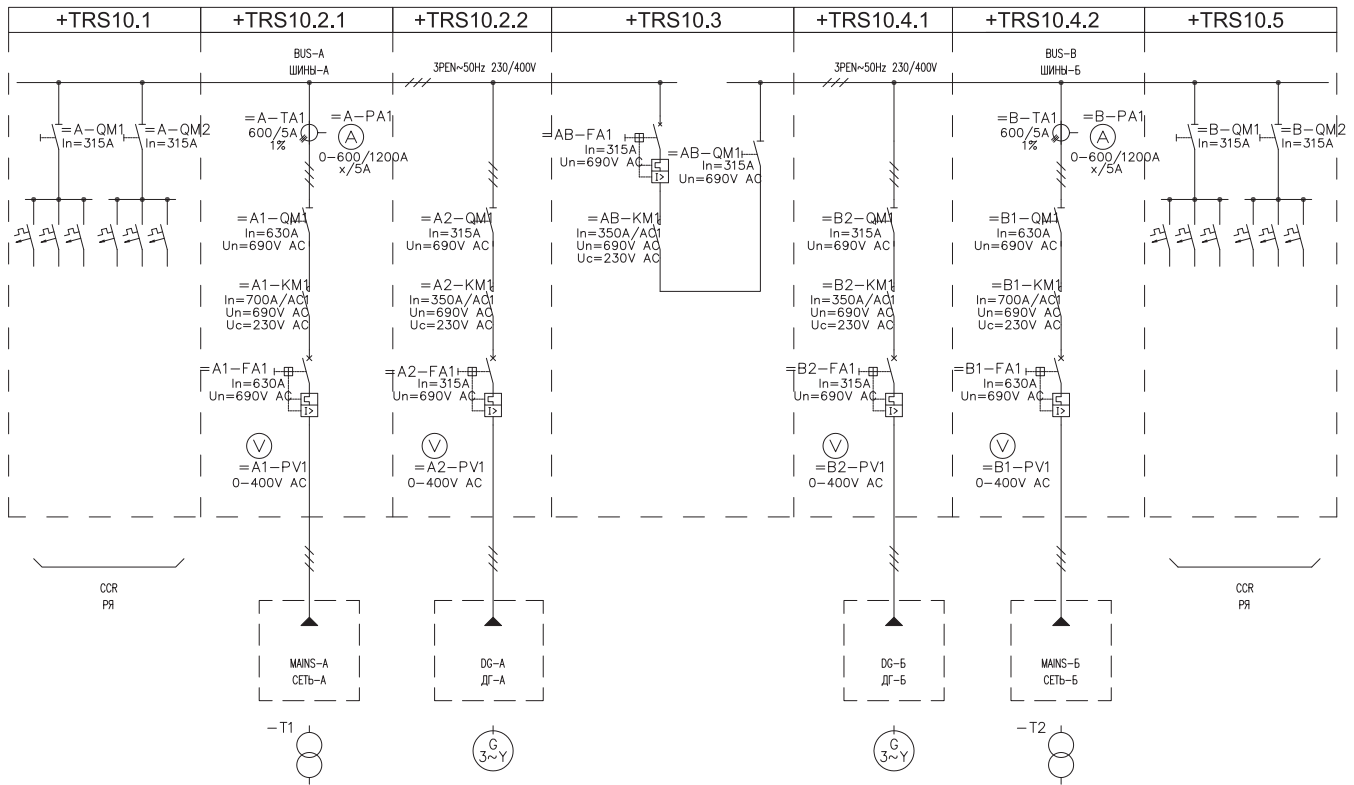 +TRS10.1
+TRS10.2.1
+TRS10.2.2
+TRS10.3
+TRS10.4.1
+TRS10.4.2
+TRS10.5
BUS-A
ШИНЫ-А
3PEN~50Hz 230/400V
3PEN~50Hz 230/400V
BUS-B
ШИНЫ-Б
=A-QM1
In=315A
=A-QM2
In=315A
=A-TA1
600/5A
1%
=A-PA1
A
0-600/1200A
x/5A
=AB-FA1
In=315A
Un=690V AC
I>
=AB-QM1
In=315A
Un=690V AC
=B-TA1
600/5A
1%
=B-PA1
A
0-600/1200A
x/5A
=B-QM1
In=315A
=B-QM2
In=315A
=A1-QM1
In=630A
Un=690V AC
=A2-QM1
In=315A
Un=690V AC
=AB-KM1
In=350A/AC1
Un=690V AC
Uc=230V AC
=B2-QM1
In=315A
Un=690V AC
=B1-QM1
In=630A
Un=690V AC
=A1-KM1
In=700A/AC1
Un=690V AC
Uc=230V AC
=A2-KM1
In=350A/AC1
Un=690V AC
Uc=230V AC
=B2-KM1
In=350A/AC1
Un=690V AC
Uc=230V AC
=B1-KM1
In=700A/AC1
Un=690V AC
Uc=230V AC
=A1-FA1
In=630A
Un=690V AC
I>
=A2-FA1
In=315A
Un=690V AC
I>
=B2-FA1
In=315A
Un=690V AC
I>
=B1-FA1
In=630A
Un=690V AC
I>
V
=A1-PV1
0-400V AC
V
=A2-PV1
0-400V AC
V
=B2-PV1
0-400V AC
V
=B1-PV1
0-400V AC
CCR
РЯ
CCR
РЯ
MAINS-A
СЕТЬ-А
DG-A
ДГ-А
DG-Б
ДГ-Б
MAINS-Б
СЕТЬ-Б
-T1
G
3~Y
G
3~Y
-T2